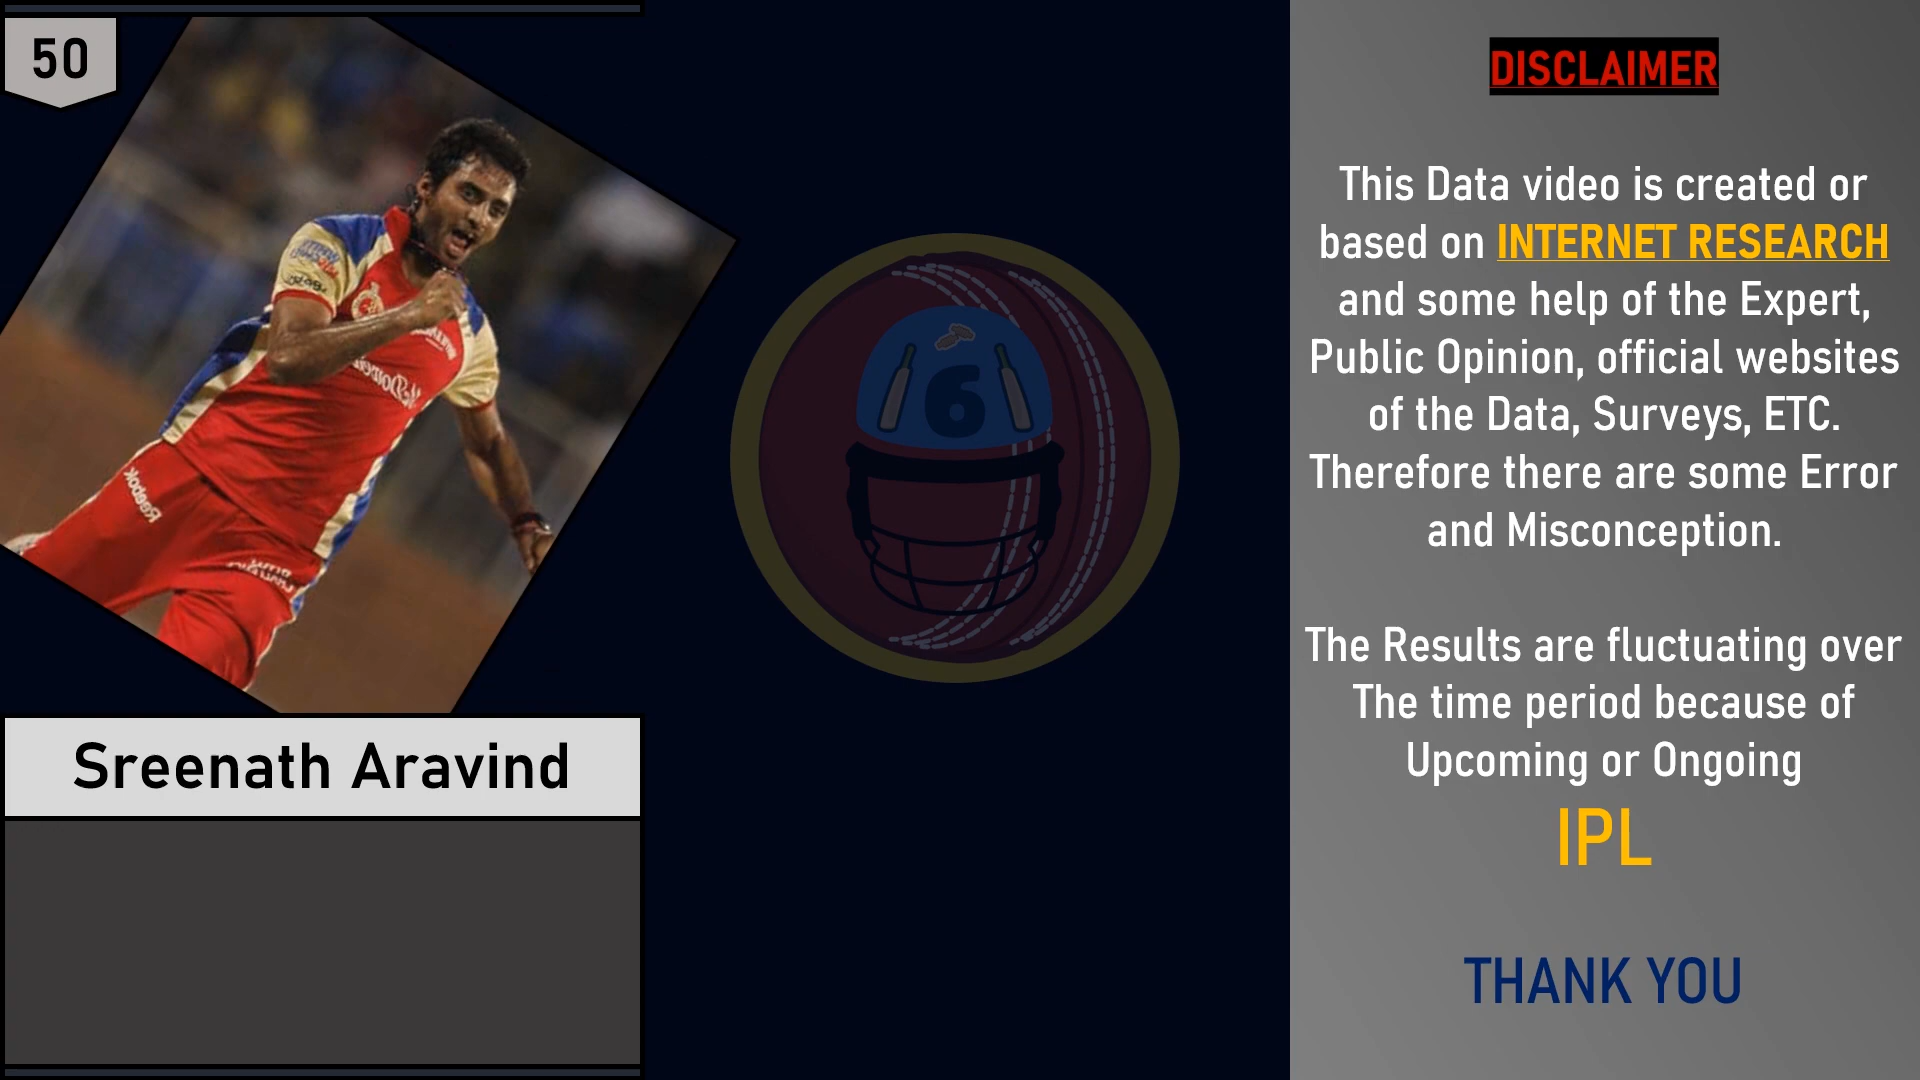 50
Reebok
Sreenath Aravind
6
DISCLAIMER
This Data video is created or
based on INTERNET RESEARCH
and some help of the Expert,
Public Opinion, official websites
of the Data, Surveys, ETC.
Therefore there are some Error
and Misconception.
The Results are fluctuating over
The time period because of
Upcoming or Ongoing
IPL
THANK YOU